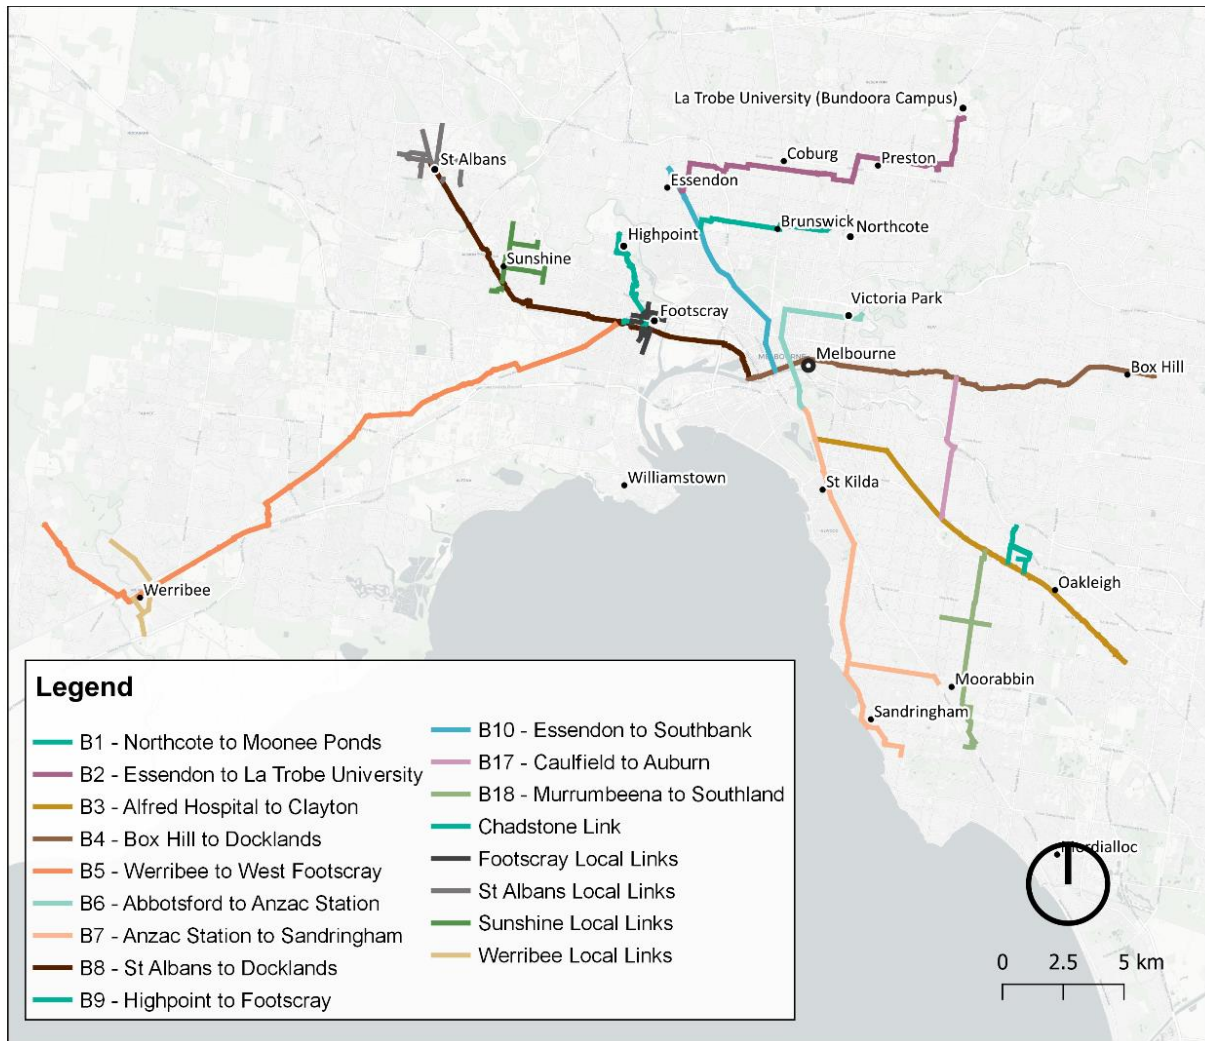 La Trobe University (Bundoora Campus)
Coburg
Preston
St Albans
Essendon
Brunswick
Northcote
Highpoint
Sunshine
Victoria Park
Footscray
MELBOURNE
Melbourne
Box Hill
Williamstown
St Kilda
Oakleigh
Werribee
Moorabbin
Sandringham
Mordialloc
Legend
B1 - Northcote to Moonee Ponds
B2 - Essendon to La Trobe University
B3 - Alfred Hospital to Clayton
B4 - Box Hill to Docklands
B5 - Werribee to West Footscray
B6 - Abbotsford to Anzac Station
B7 - Anzac Station to Sandringham
B8 - St Albans to Docklands
B9 - Highpoint to Footscray
B10 - Essendon to Southbank
B17 - Caulfield to Auburn
B18 - Murrumbeena to Southland
Chadstone Link
Footscray Local Links
St Albans Local Links
Sunshine Local Links
Werribee Local Links
0 2.5 5 km